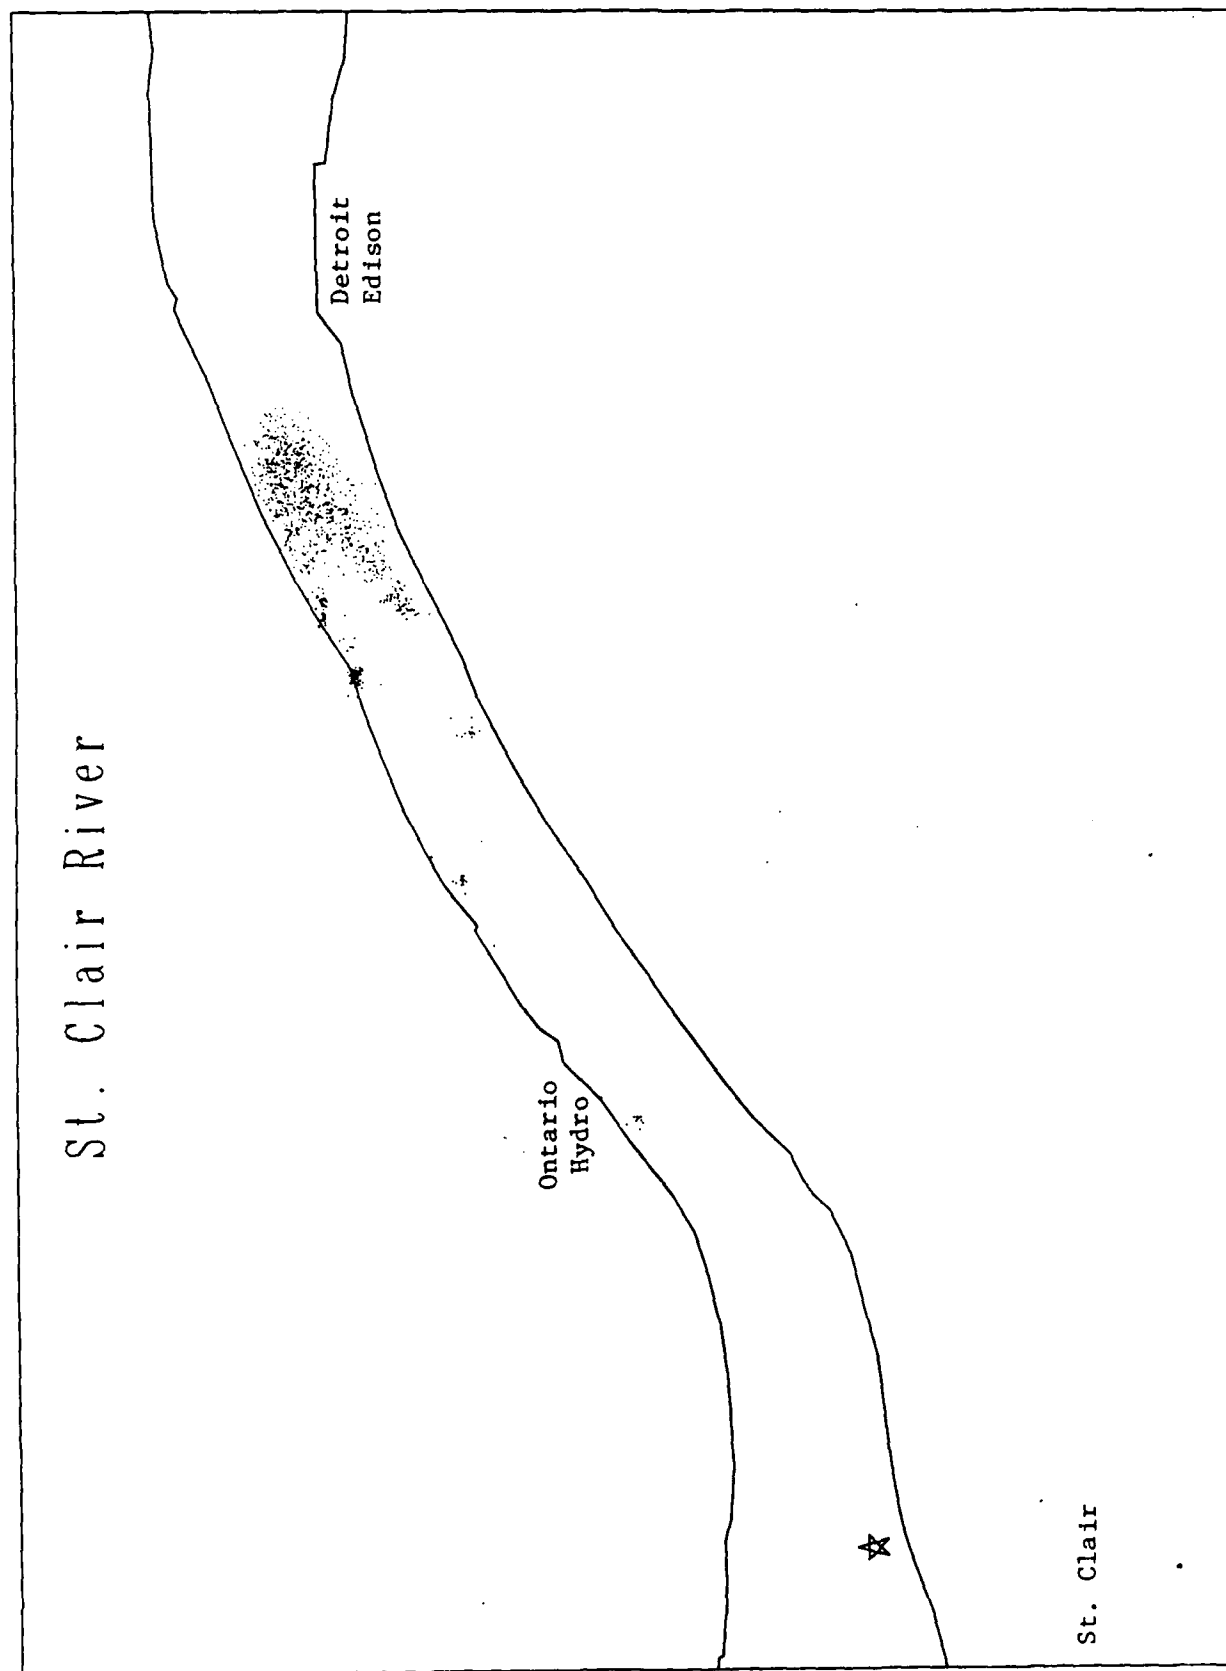 St. Clair River
Detroit
Edison
Ontario
Hydro
St. Clair